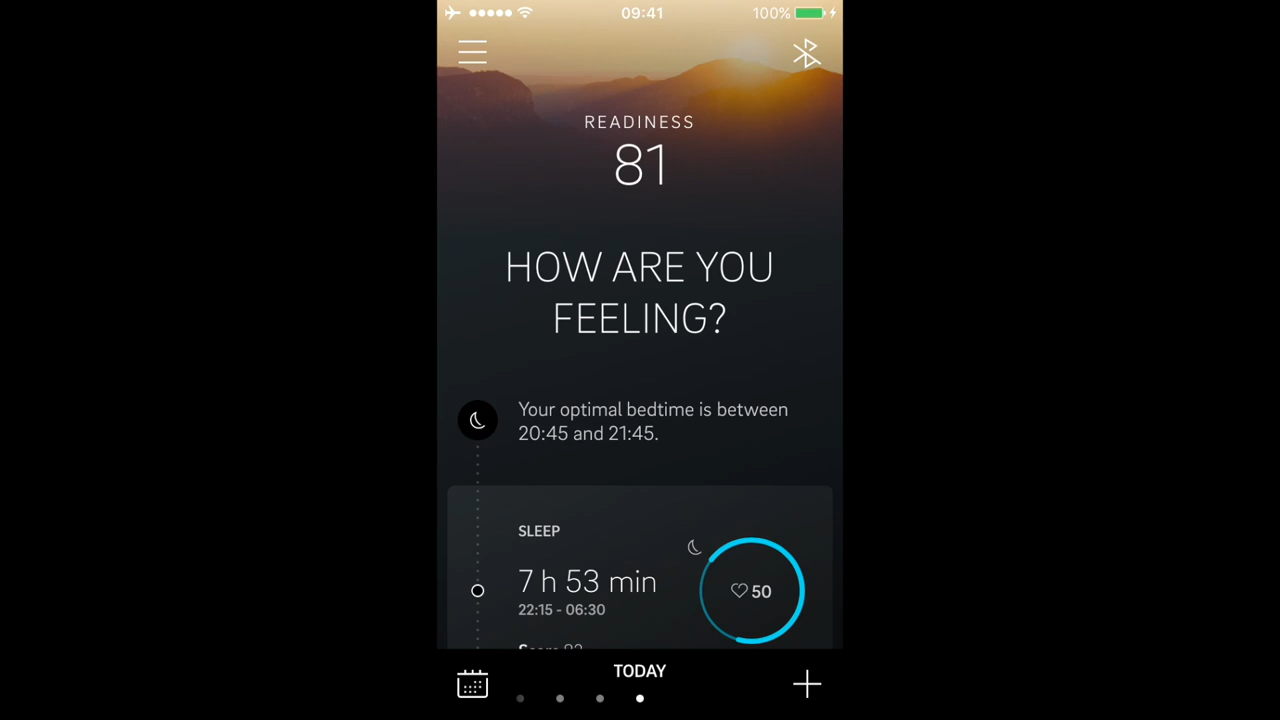 09:41
100%
READINESS
81
HOW ARE YOU
FEELING?
Your optimal bedtime is between
20:45 and 21:45.
SLEEP
7 h 53 min
22:15 - 06:30
50
TODAY